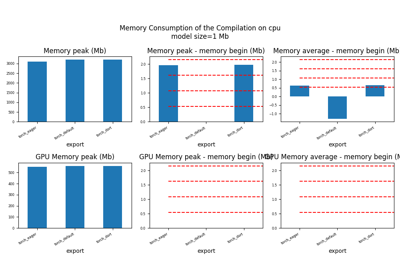 Memory Consumption of the Compilation on cpu
model size=1 Mb
Memory peak (Mb)
Memory peak - memory begin (Mb)
Memory average - memory begin (Mb)
3000
2500
2000
1500
1000
500
0
torch_eager
torch_default
torch_dort
export
2.0
1.5
1.0
0.5
0.0
torch_eager
torch_default
torch_dort
export
2.0
1.5
1.0
0.5
0.0
−0.5
−1.0
torch_eager
torch_default
torch_dort
export
GPU Memory peak (Mb)
GPU Memory peak - memory begin (Mb)
GPU Memory average - memory begin (M
500
400
300
200
100
0
torch_eager
torch_default
torch_dort
export
2.0
1.5
1.0
0.5
0.0
torch_eager
torch_default
torch_dort
export
2.0
1.5
1.0
0.5
0.0
torch_eager
torch_default
torch_dort
export